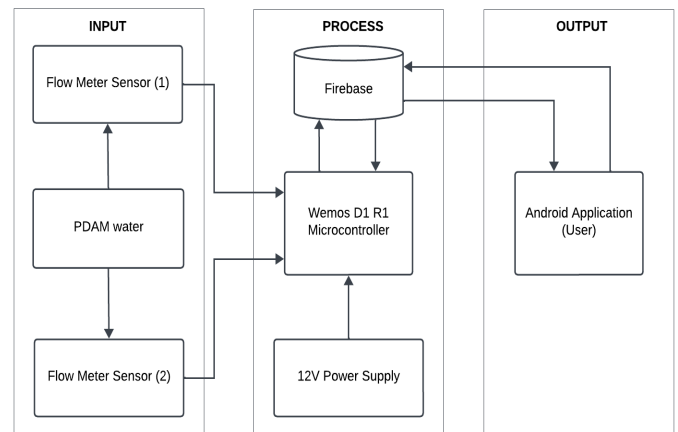 INPUT
Flow Meter Sensor (1)
PDAM water
Flow Meter Sensor (2)
PROCESS
Firebase
Wemos D1 R1
Microcontroller
12V Power Supply
OUTPUT
Android Application
(User)